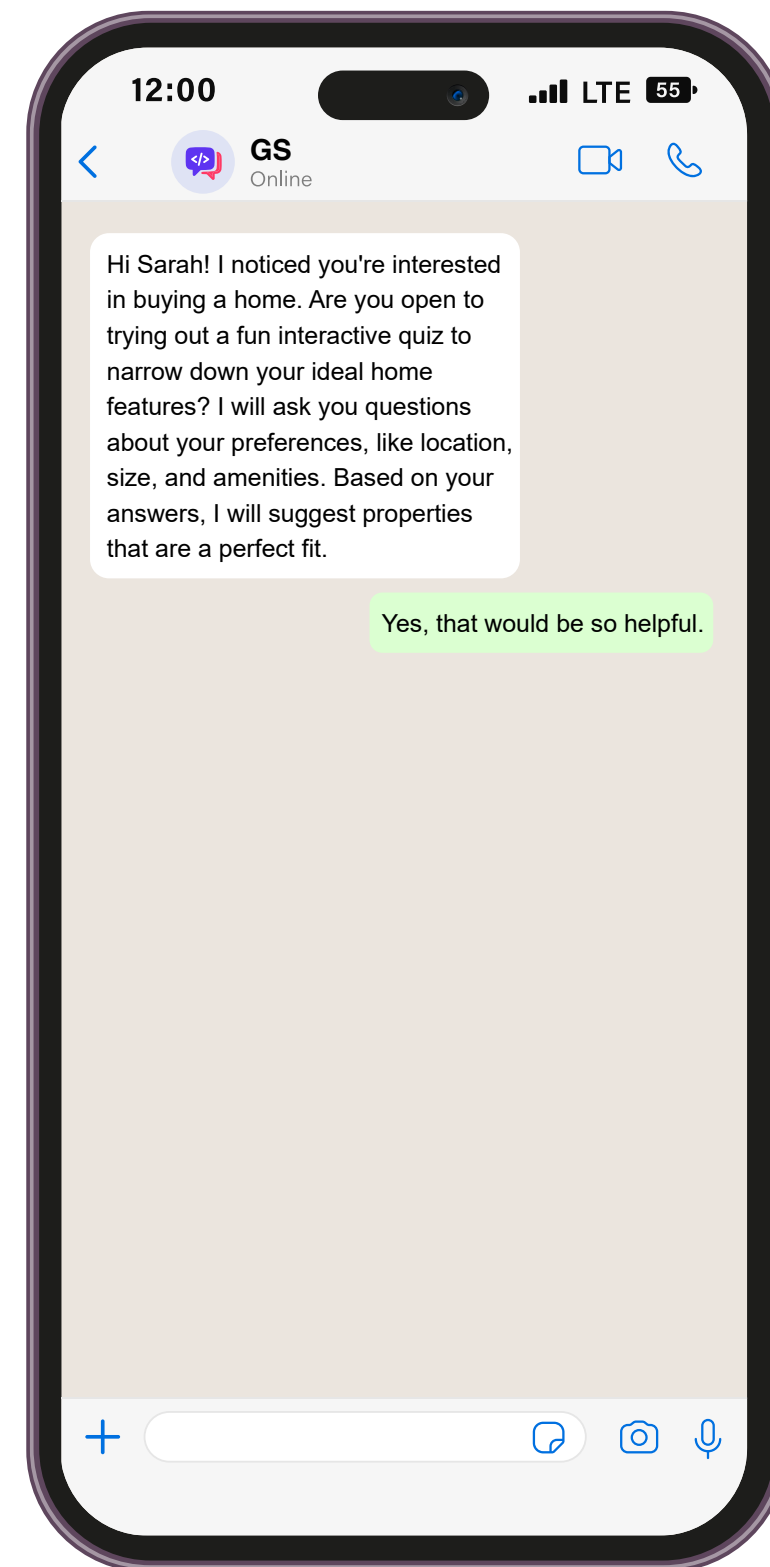 12:00
LTE 55
GS
Online
Hi Sarah! I noticed you're interested
in buying a home. Are you open to
trying out a fun interactive quiz to
narrow down your ideal home
features? I will ask you questions
about your preferences, like location,
size, and amenities. Based on your
answers, I will suggest properties
that are a perfect fit.
Yes, that would be so helpful.